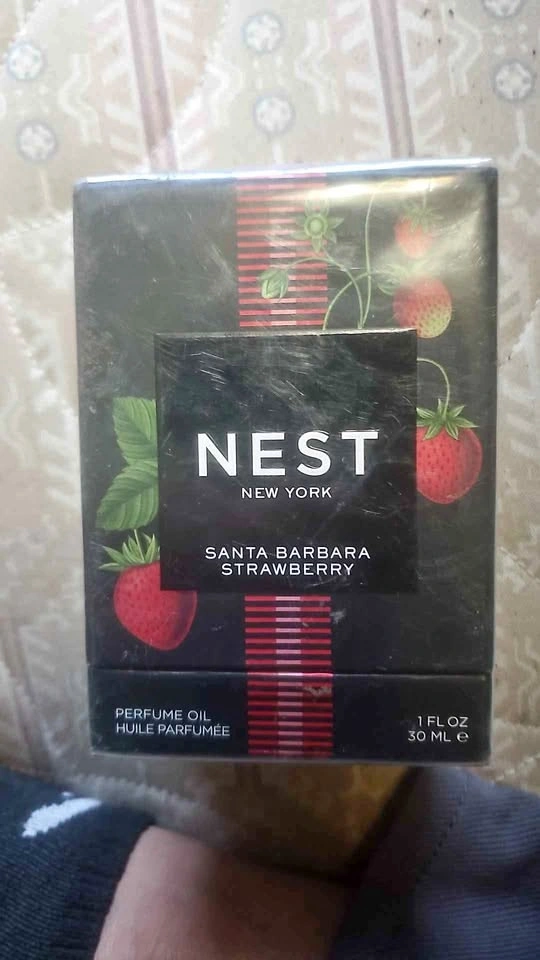 NEST
NEW YORK
SANTA BARBARA
STRAWBERRY
PERFUME OIL
HUILE PARFUMÉE
1 FL OZ
30 ML ℮